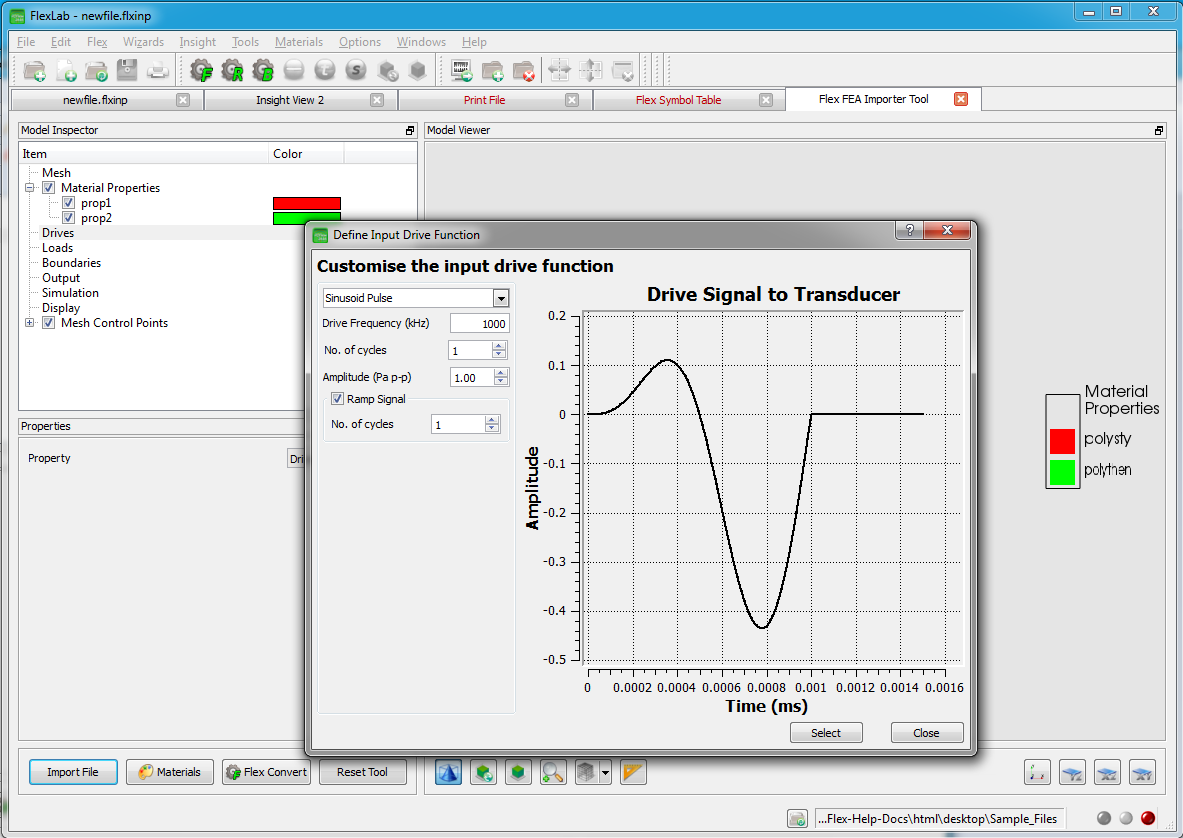 FlexLab - newfile.flxinp
File Edit Flex Wizards Insight Tools Materials Options Windows Help
newfile.flxinp Insight View 2 Print File Flex Symbol Table Flex FEA Importer Tool
Model Inspector
Model Viewer
Item Color
Mesh
Material Properties
prop1
prop2
Drives
Loads
Boundaries
Output
Simulation
Display
Mesh Control Points
Properties
Property
Dri
Define Input Drive Function
Customise the input drive function
Sinusoid Pulse
Drive Frequency (kHz) 1000
No. of cycles 1
Amplitude (Pa p-p) 1.00
Ramp Signal
No. of cycles 1
Drive Signal to Transducer
0.2
0.1
0
-0.1
-0.2
-0.3
-0.4
-0.5
Amplitude
0 0.0002 0.0004 0.0006 0.0008 0.001 0.0012 0.0014 0.0016
Time (ms)
Select Close
Material
Properties
polysty
polythen
Import File Materials Flex Convert Reset Tool
...Flex-Help-Docs\html\desktop\Sample_Files